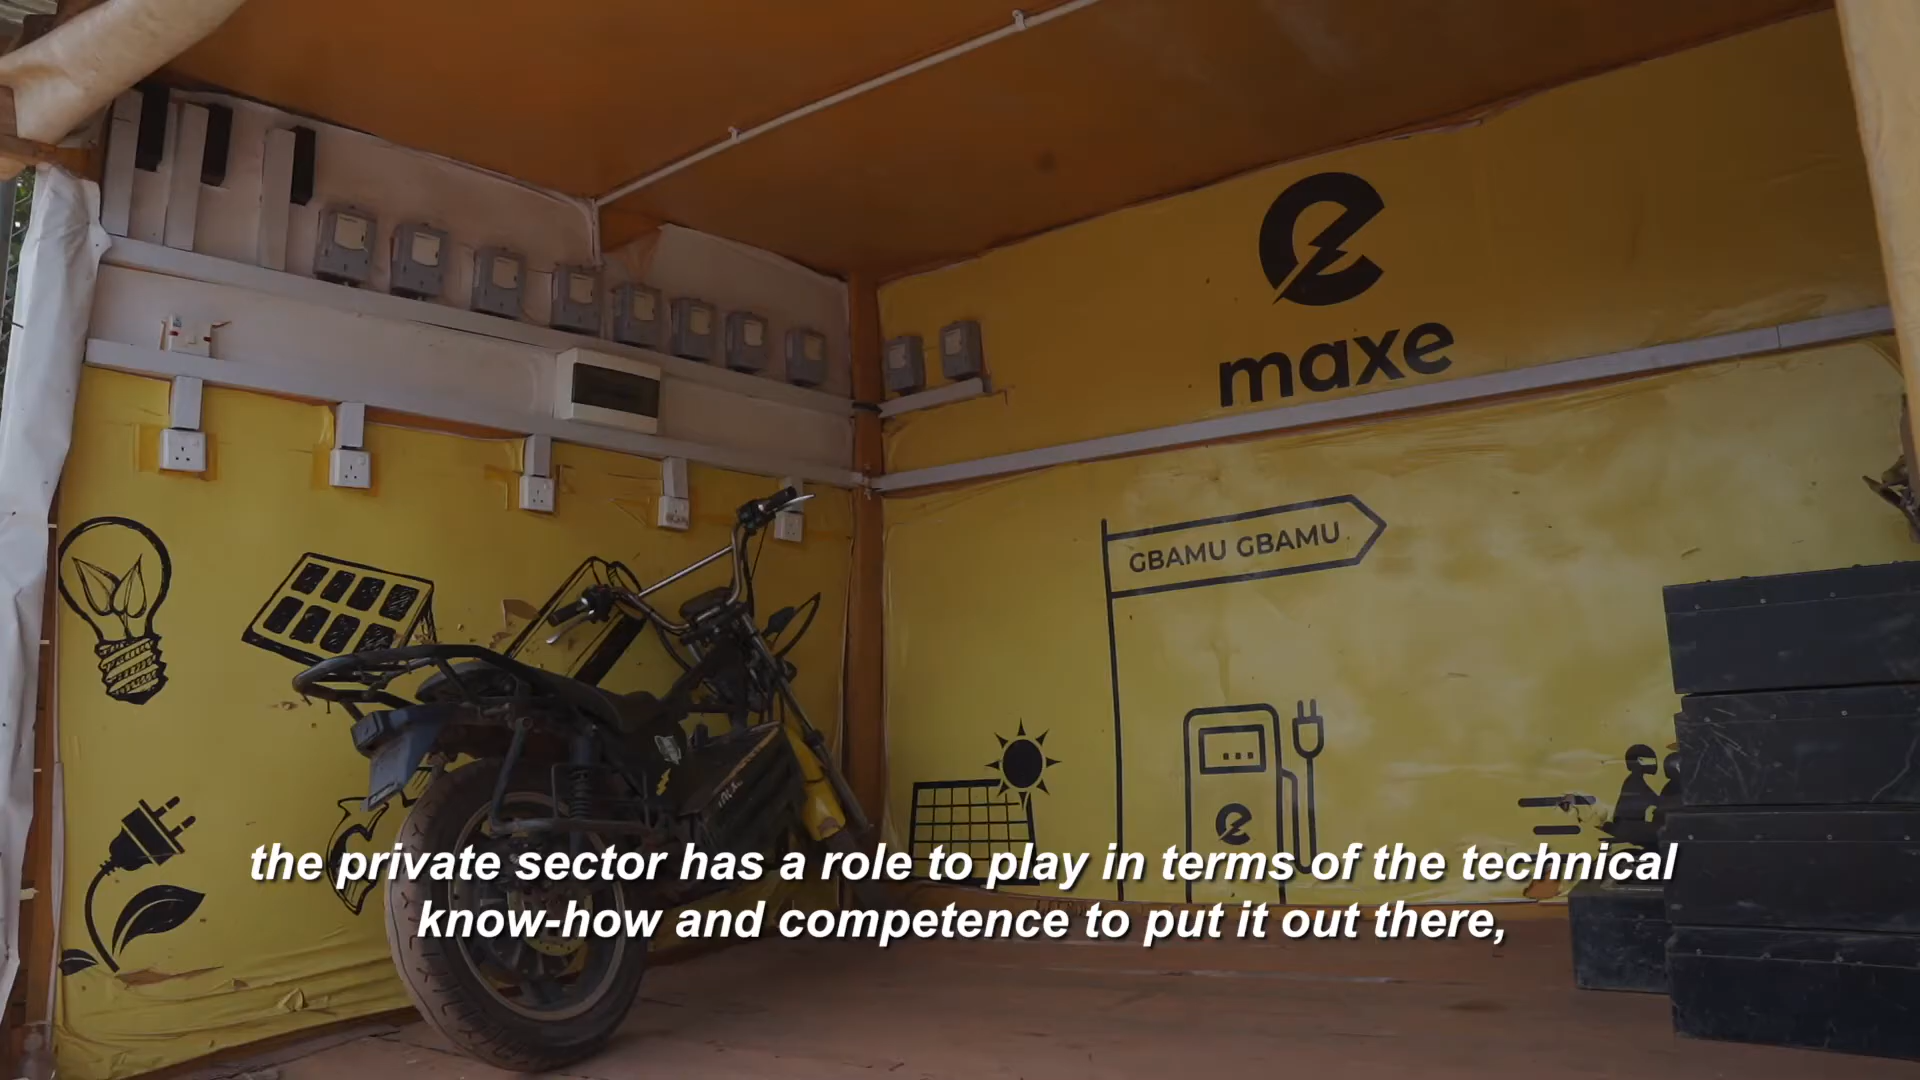 maxe
GBAMU GBAMU
the private sector has a role to play in terms of the technical
know-how and competence to put it out there,